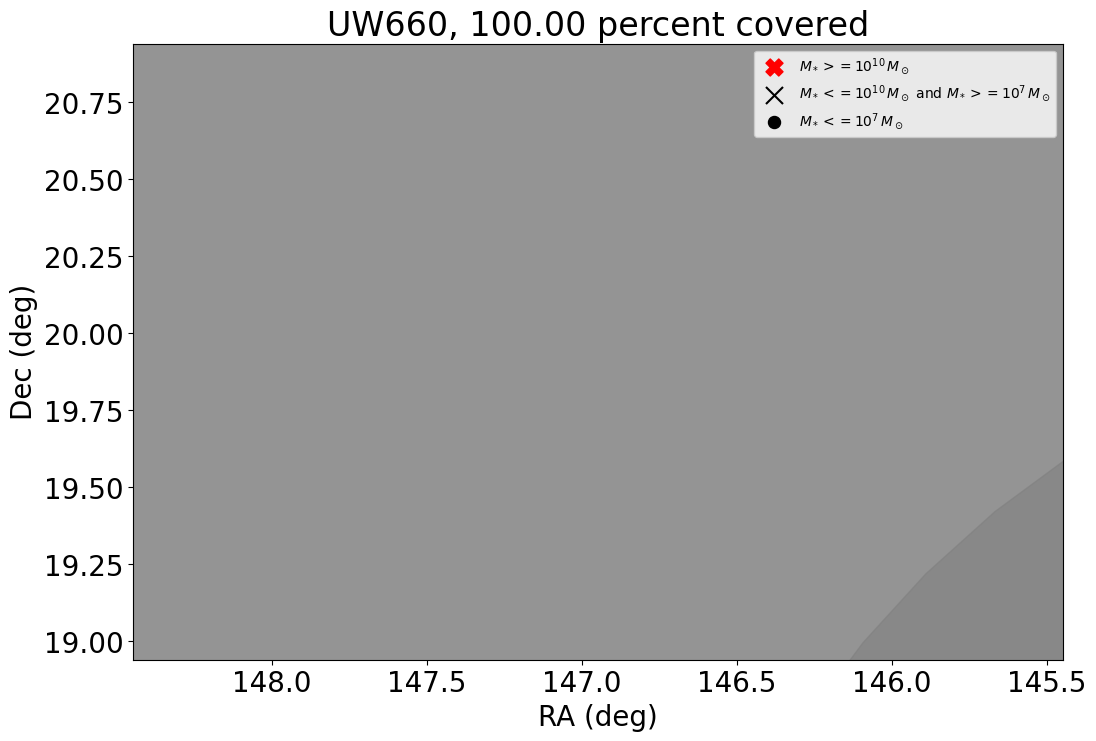 UW660, 100.00 percent covered
M* >= 10^10 M⊙
M* <= 10^10 M⊙ and M* >= 10^7 M⊙
M* <= 10^7 M⊙
20.75
20.50
20.25
20.00
19.75
19.50
19.25
19.00
Dec (deg)
148.0 147.5 147.0 146.5 146.0 145.5
RA (deg)